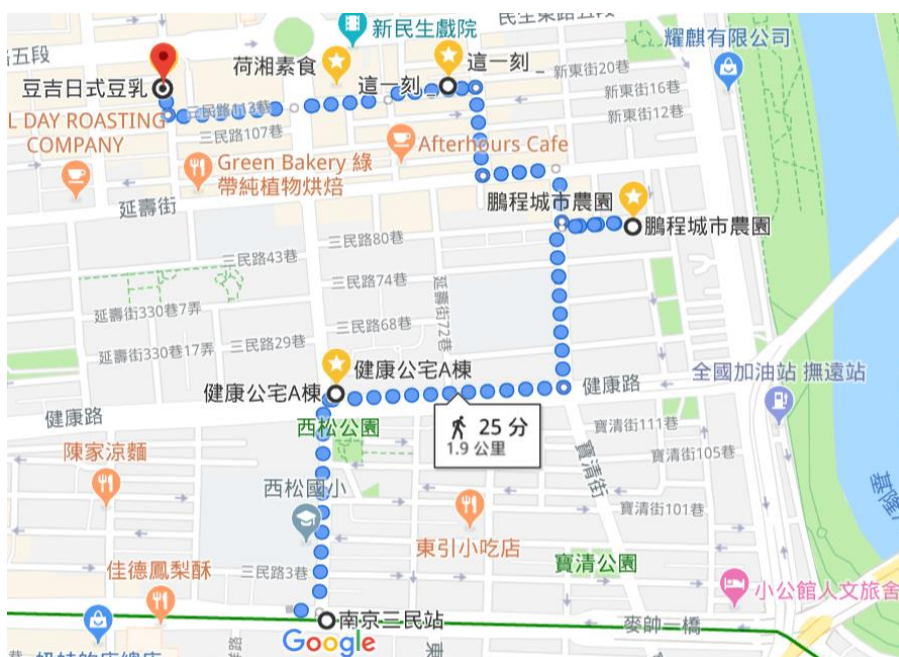 民生東路五段
路五段
新民生戲院
耀麒有限公司
荷湘素食
這一刻
這一刻
新東街20巷
豆吉日式豆乳
新東街16巷
三民路113巷
新東街12巷
L DAY ROASTING
COMPANY
三民路107巷
Afterhours Cafe
Green Bakery 綠
帶純植物烘焙
延壽街
鵬程城市農園
鵬程城市農園
三民路80巷
三民路43巷
三民路74巷
延壽街330巷7弄
延壽街72巷
三民路68巷
三民路29巷
延壽街330巷17弄
健康公宅A棟
健康公宅A棟
全國加油站 撫遠站
健康路
健康路
25 分
1.9 公里
西松公園
寶清街111巷
陳家涼麵
寶清街
寶清街105巷
西松國小
寶清街101巷
東引小吃店
寶清公園
三民路3巷
佳德鳳梨酥
小公館人文旅舍
南京三民站
麥帥一橋
Google
東